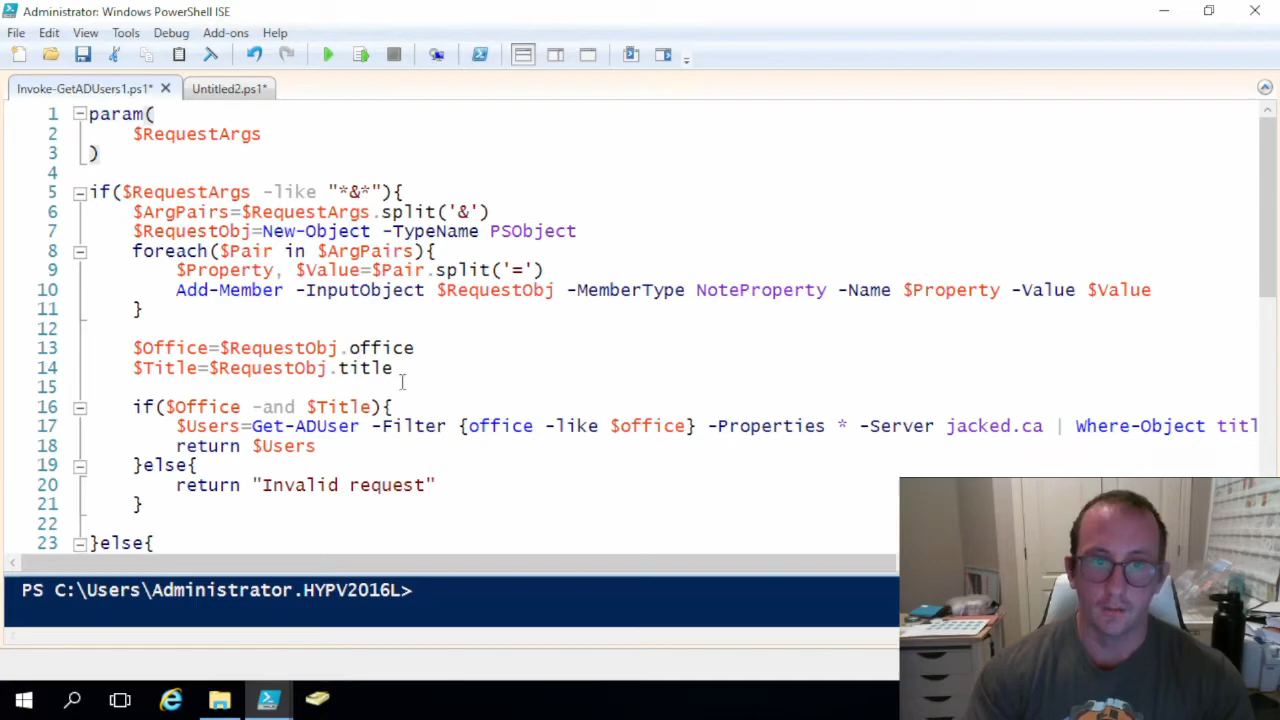 Administrator: Windows PowerShell ISE
File Edit View Tools Debug Add-ons Help
Invoke-GetADUsers1.ps1* Untitled2.ps1*
1 param(
2 $RequestArgs
3 )
4
5 if($RequestArgs -like "*&*"){
6 $ArgPairs=$RequestArgs.split('&')
7 $RequestObj=New-Object -TypeName PSObject
8 foreach($Pair in $ArgPairs){
9 $Property, $Value=$Pair.split('=')
10 Add-Member -InputObject $RequestObj -MemberType NoteProperty -Name $Property -Value $Value
11 }
12
13 $Office=$RequestObj.office
14 $Title=$RequestObj.title
15
16 if($Office -and $Title){
17 $Users=Get-ADUser -Filter {office -like $office} -Properties * -Server jacked.ca | Where-Object titl
18 return $Users
19 }else{
20 return "Invalid request"
21 }
22
23 }else{
PS C:\Users\Administrator.HYPV2016L>